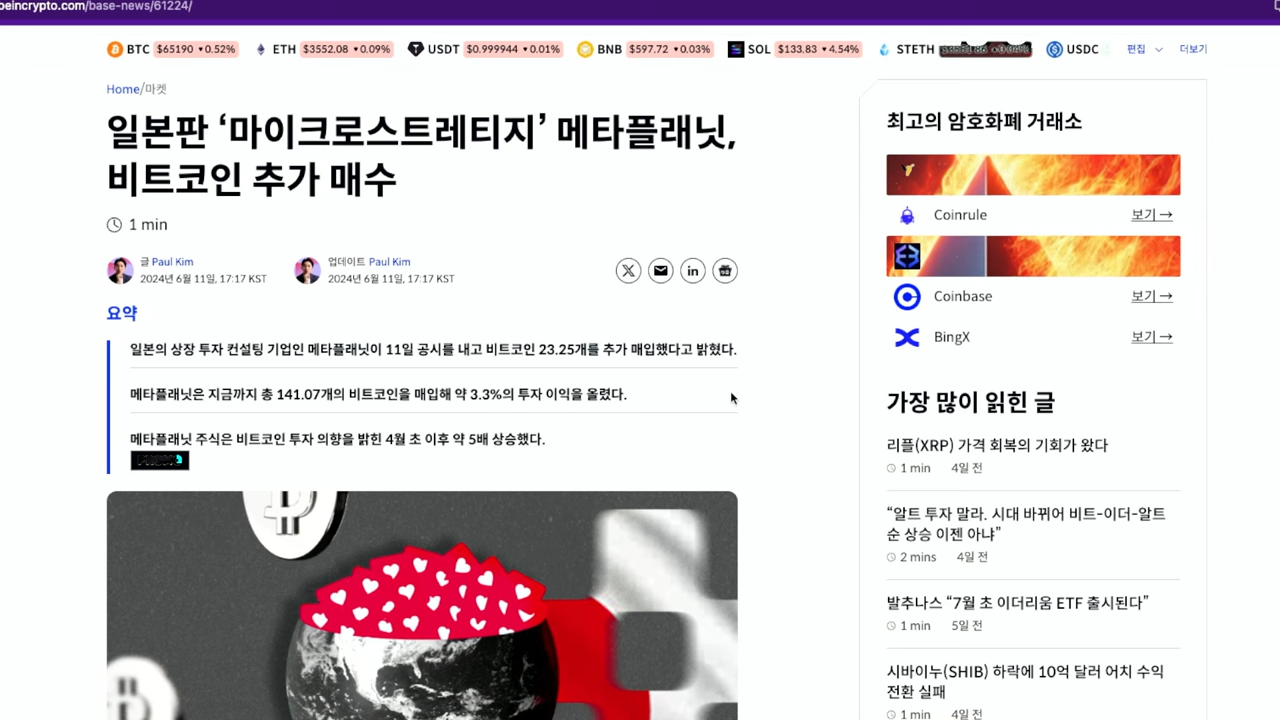 beincrypto.com/base-news/61224/
BTC $65190 ▼0.52% ETH $3552.08 ▼0.09% USDT $0.999944 ▼0.01% BNB $597.72 ▼0.03% SOL $133.83 ▼4.54% STETH USDC 편집 더보기
Home/마켓
일본판 ‘마이크로스트레티지’ 메타플래닛,
비트코인 추가 매수
1 min
글 Paul Kim
2024년 6월 11일, 17:17 KST
업데이트 Paul Kim
2024년 6월 11일, 17:17 KST
요약
일본의 상장 투자 컨설팅 기업인 메타플래닛이 11일 공시를 내고 비트코인 23.25개를 추가 매입했다고 밝혔다.
메타플래닛은 지금까지 총 141.07개의 비트코인을 매입해 약 3.3%의 투자 이익을 올렸다.
메타플래닛 주식은 비트코인 투자 의향을 밝힌 4월 초 이후 약 5배 상승했다.
최고의 암호화폐 거래소
Coinrule 보기 →
Coinbase 보기 →
BingX 보기 →
가장 많이 읽힌 글
리플(XRP) 가격 회복의 기회가 왔다
1 min 4일 전
“알트 투자 말라. 시대 바뀌어 비트-이더-알트
순 상승 이젠 아냐”
2 mins 4일 전
발추나스 “7월 초 이더리움 ETF 출시된다”
1 min 5일 전
시바이누(SHIB) 하락에 10억 달러 어치 수익
전환 실패
1 min 4일 전